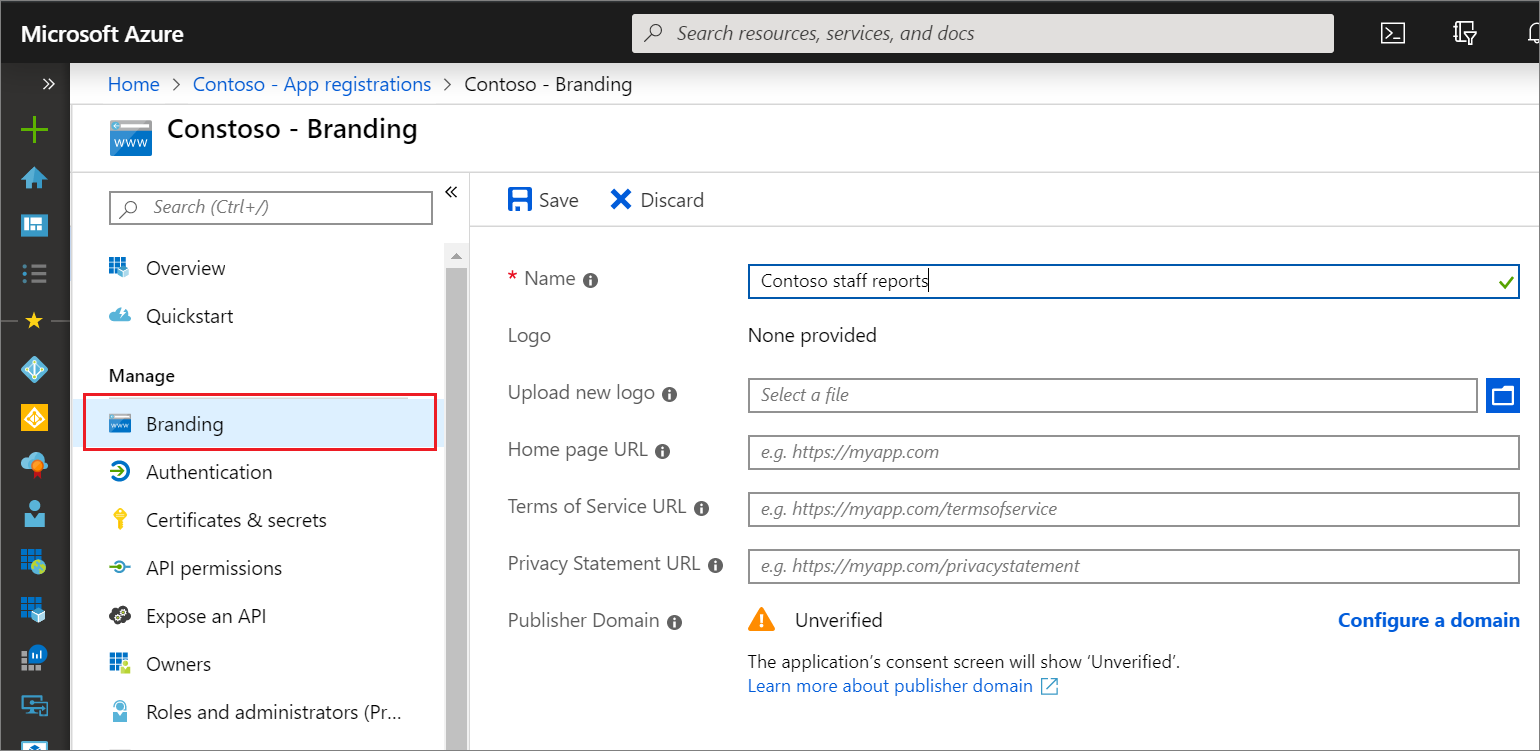 Microsoft Azure
Search resources, services, and docs
Home > Contoso - App registrations > Contoso - Branding
www
Constoso - Branding
Search (Ctrl+/)
Overview
Quickstart
Manage
www
Branding
Authentication
Certificates & secrets
API permissions
Expose an API
Owners
Roles and administrators (Pr...
Save
Discard
* Name
Contoso staff reports
Logo
None provided
Upload new logo
Select a file
Home page URL
e.g. https://myapp.com
Terms of Service URL
e.g. https://myapp.com/termsofservice
Privacy Statement URL
e.g. https://myapp.com/privacystatement
Publisher Domain
Unverified
Configure a domain
The application’s consent screen will show ‘Unverified’.
Learn more about publisher domain